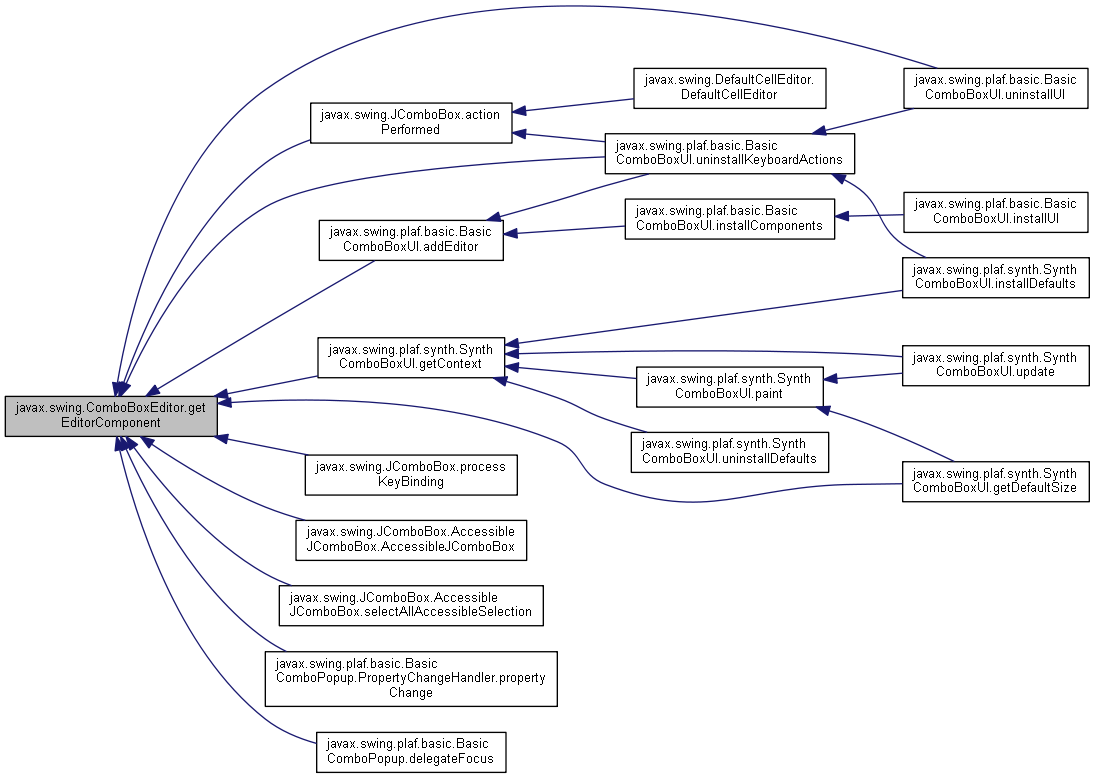 javax.swing.plaf.basic.Basic
ComboBoxUI.uninstallUI
javax.swing.DefaultCellEditor.
DefaultCellEditor
javax.swing.JComboBox.action
Performed
javax.swing.plaf.basic.Basic
ComboBoxUI.uninstallKeyboardActions
javax.swing.plaf.basic.Basic
ComboBoxUI.installComponents
javax.swing.plaf.basic.Basic
ComboBoxUI.installUI
javax.swing.plaf.basic.Basic
ComboBoxUI.addEditor
javax.swing.plaf.synth.Synth
ComboBoxUI.installDefaults
javax.swing.plaf.synth.Synth
ComboBoxUI.getContext
javax.swing.plaf.synth.Synth
ComboBoxUI.update
javax.swing.plaf.synth.Synth
ComboBoxUI.paint
javax.swing.ComboBoxEditor.get
EditorComponent
javax.swing.plaf.synth.Synth
ComboBoxUI.uninstallDefaults
javax.swing.JComboBox.process
KeyBinding
javax.swing.plaf.synth.Synth
ComboBoxUI.getDefaultSize
javax.swing.JComboBox.Accessible
JComboBox.AccessibleJComboBox
javax.swing.JComboBox.Accessible
JComboBox.selectAllAccessibleSelection
javax.swing.plaf.basic.Basic
ComboPopup.PropertyChangeHandler.property
Change
javax.swing.plaf.basic.Basic
ComboPopup.delegateFocus